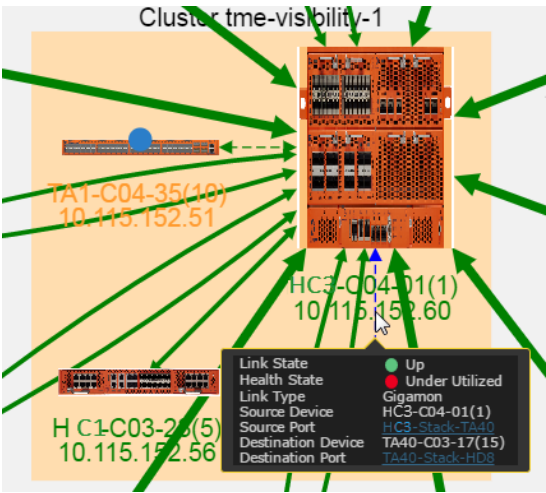 Cluster tme-visibility-1
TA1-C04-35(10)
10.115.152.51
HC3-C04-01(1)
10.115.152.60
Link State Up
Health State Under Utilized
Link Type Gigamon
Source Device HC3-C04-01(1)
Source Port HC3-Stack-TA40
Destination Device TA40-C03-17(15)
Destination Port TA40-Stack-HD8
H C1-C03-28(5)
10.115.152.56